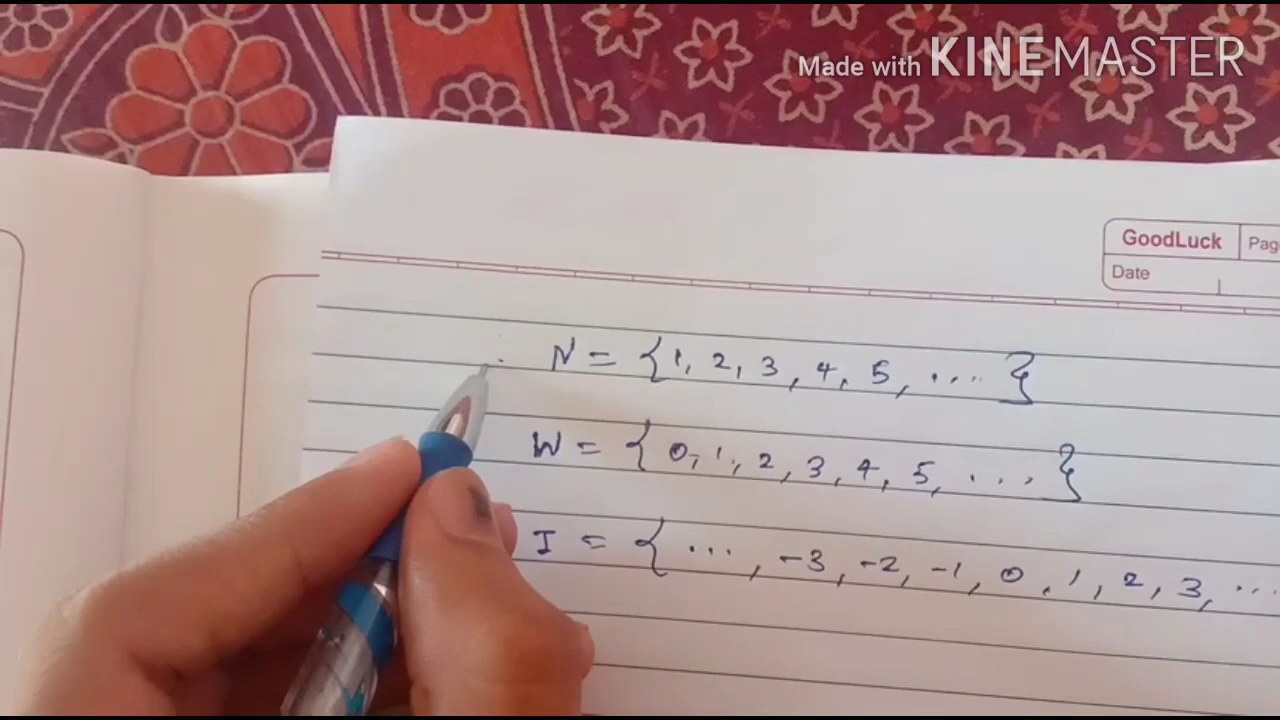 Made with KINEMASTER
GoodLuck
Pag
Date
N = {1, 2, 3, 4, 5, .... }
W = {0, 1, 2, 3, 4, 5, ... }
I = { ... , -3, -2, -1, 0, 1, 2, 3, ...